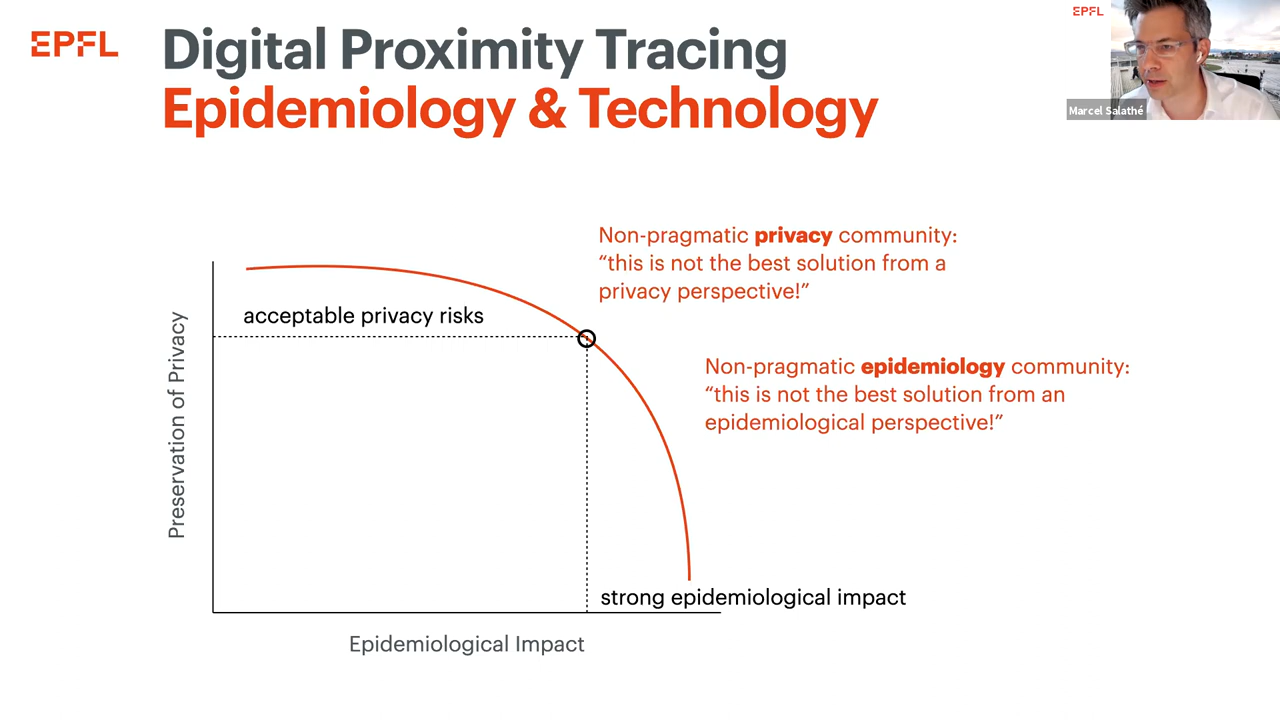 EPFL
Digital Proximity Tracing
Epidemiology & Technology
EPFL
Marcel Salathé
Non-pragmatic privacy community:
“this is not the best solution from a
privacy perspective!”
acceptable privacy risks
Non-pragmatic epidemiology community:
“this is not the best solution from an
epidemiological perspective!”
Preservation of Privacy
strong epidemiological impact
Epidemiological Impact